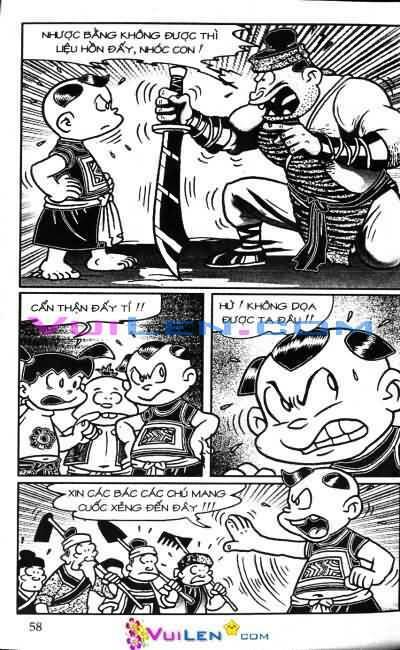 NHƯỢC BẰNG KHÔNG ĐƯỢC THÌ
LIỆU HỒN ĐẤY, NHÓC CON !
CẨN THẬN ĐẤY TÍ !!
HỨ ! KHÔNG DỌA
ĐƯỢC TA ĐÂU !!
VuiLen.com
XIN CÁC BÁC CÁC CHÚ MANG
CUỐC XẺNG ĐẾN ĐÂY !!!
58
VuiLen.com